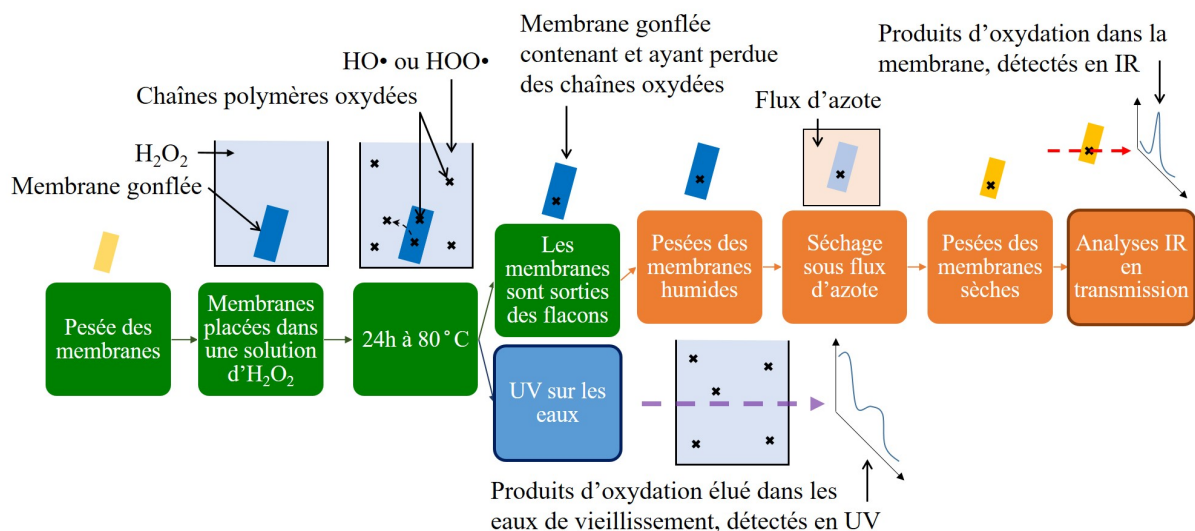 HO• ou HOO•
Chaînes polymères oxydées
H₂O₂
Membrane gonflée
Membrane gonflée
contenant et ayant perdue
des chaînes oxydées
Flux d’azote
Produits d’oxydation dans la
membrane, détectés en IR
Pesée des
membranes
Membranes
placées dans
une solution
d’H₂O₂
24h à 80°C
Les
membranes
sont sorties
des flacons
Pesées des
membranes
humides
Séchage
sous flux
d’azote
Pesées des
membranes
sèches
Analyses IR
en
transmission
UV sur les
eaux
Produits d’oxydation élué dans les
eaux de vieillissement, détectés en UV